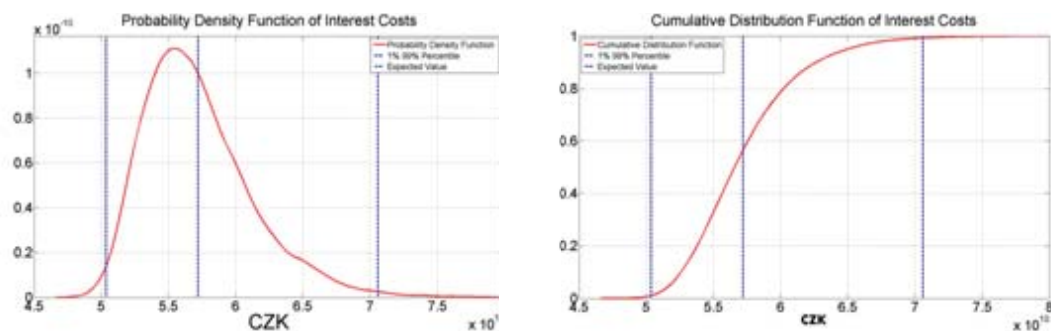 Probability Density Function of Interest Costs
Probability Density Function
1%,99% Percentile
Expected Value
1
0.8
0.6
0.4
0.2
0
4.5 5 5.5 6 6.5 7 7.5
CZK
Cumulative Distribution Function of Interest Costs
Cumulative Distribution Function
1%,99% Percentile
Expected Value
1
0.8
0.6
0.4
0.2
0
4.5 5 5.5 6 6.5 7 7.5 8
CZK
x 10¹⁰